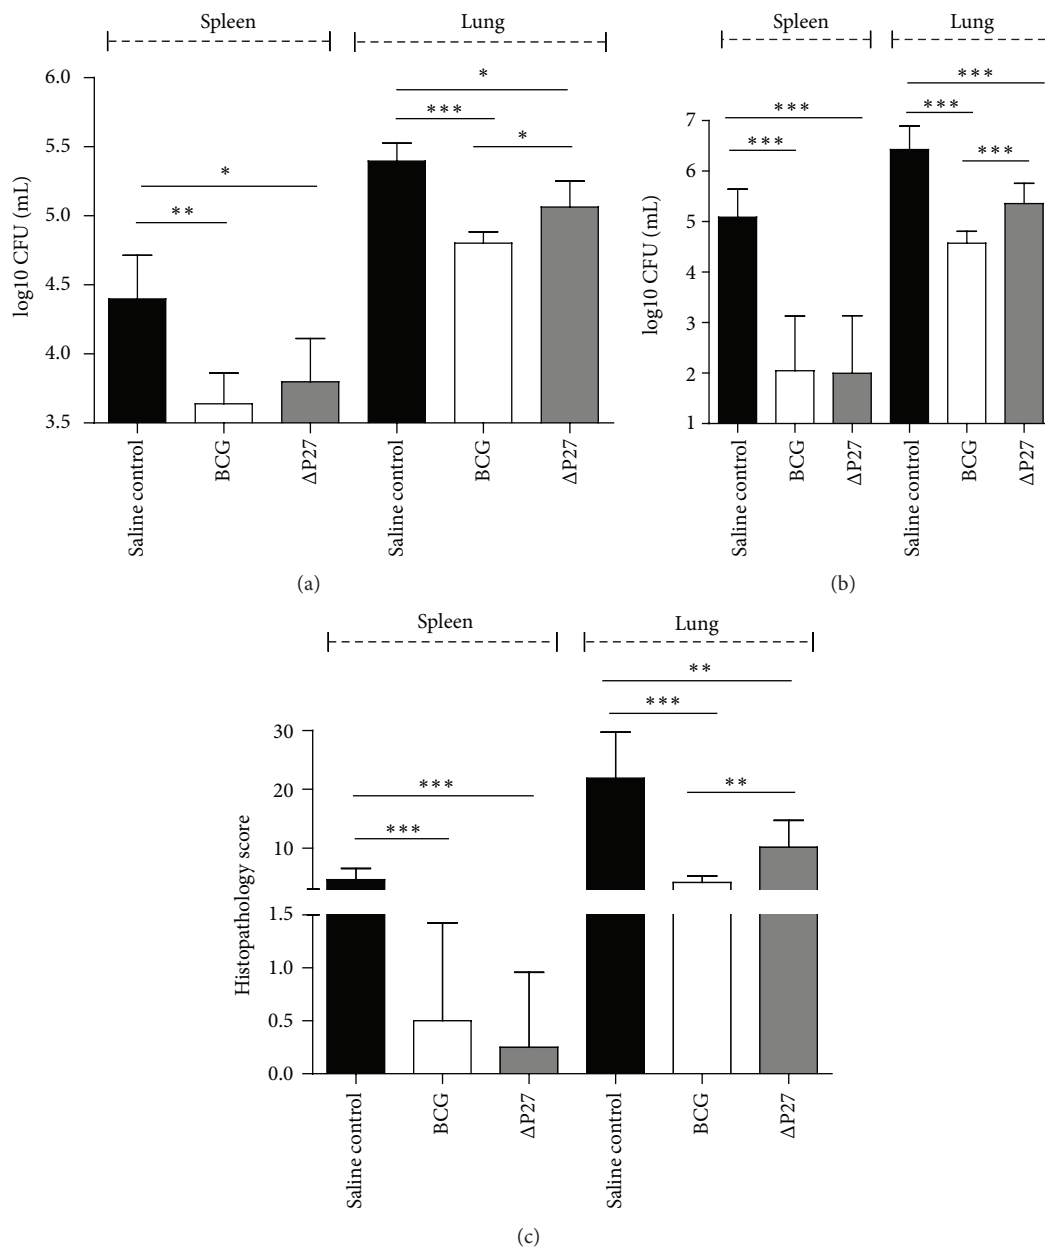 Spleen Lung
6.0
5.5
5.0
4.5
4.0
3.5
log10 CFU (mL)
*
**
*
***
*
Saline control
BCG
ΔP27
Saline control
BCG
ΔP27
(a)
Spleen Lung
7
6
5
4
3
2
1
log10 CFU (mL)
***
***
***
***
***
Saline control
BCG
ΔP27
Saline control
BCG
ΔP27
(b)
Spleen Lung
30
20
10
1.5
1.0
0.5
0.0
Histopathology score
***
***
**
***
**
Saline control
BCG
ΔP27
Saline control
BCG
ΔP27
(c)